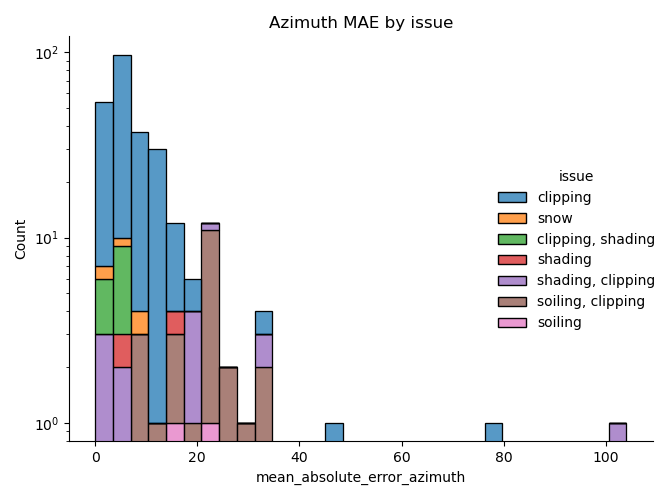 Azimuth MAE by issue
10²
10¹
10⁰
Count
issue
clipping
snow
clipping, shading
shading
shading, clipping
soiling, clipping
soiling
0 20 40 60 80 100
mean_absolute_error_azimuth